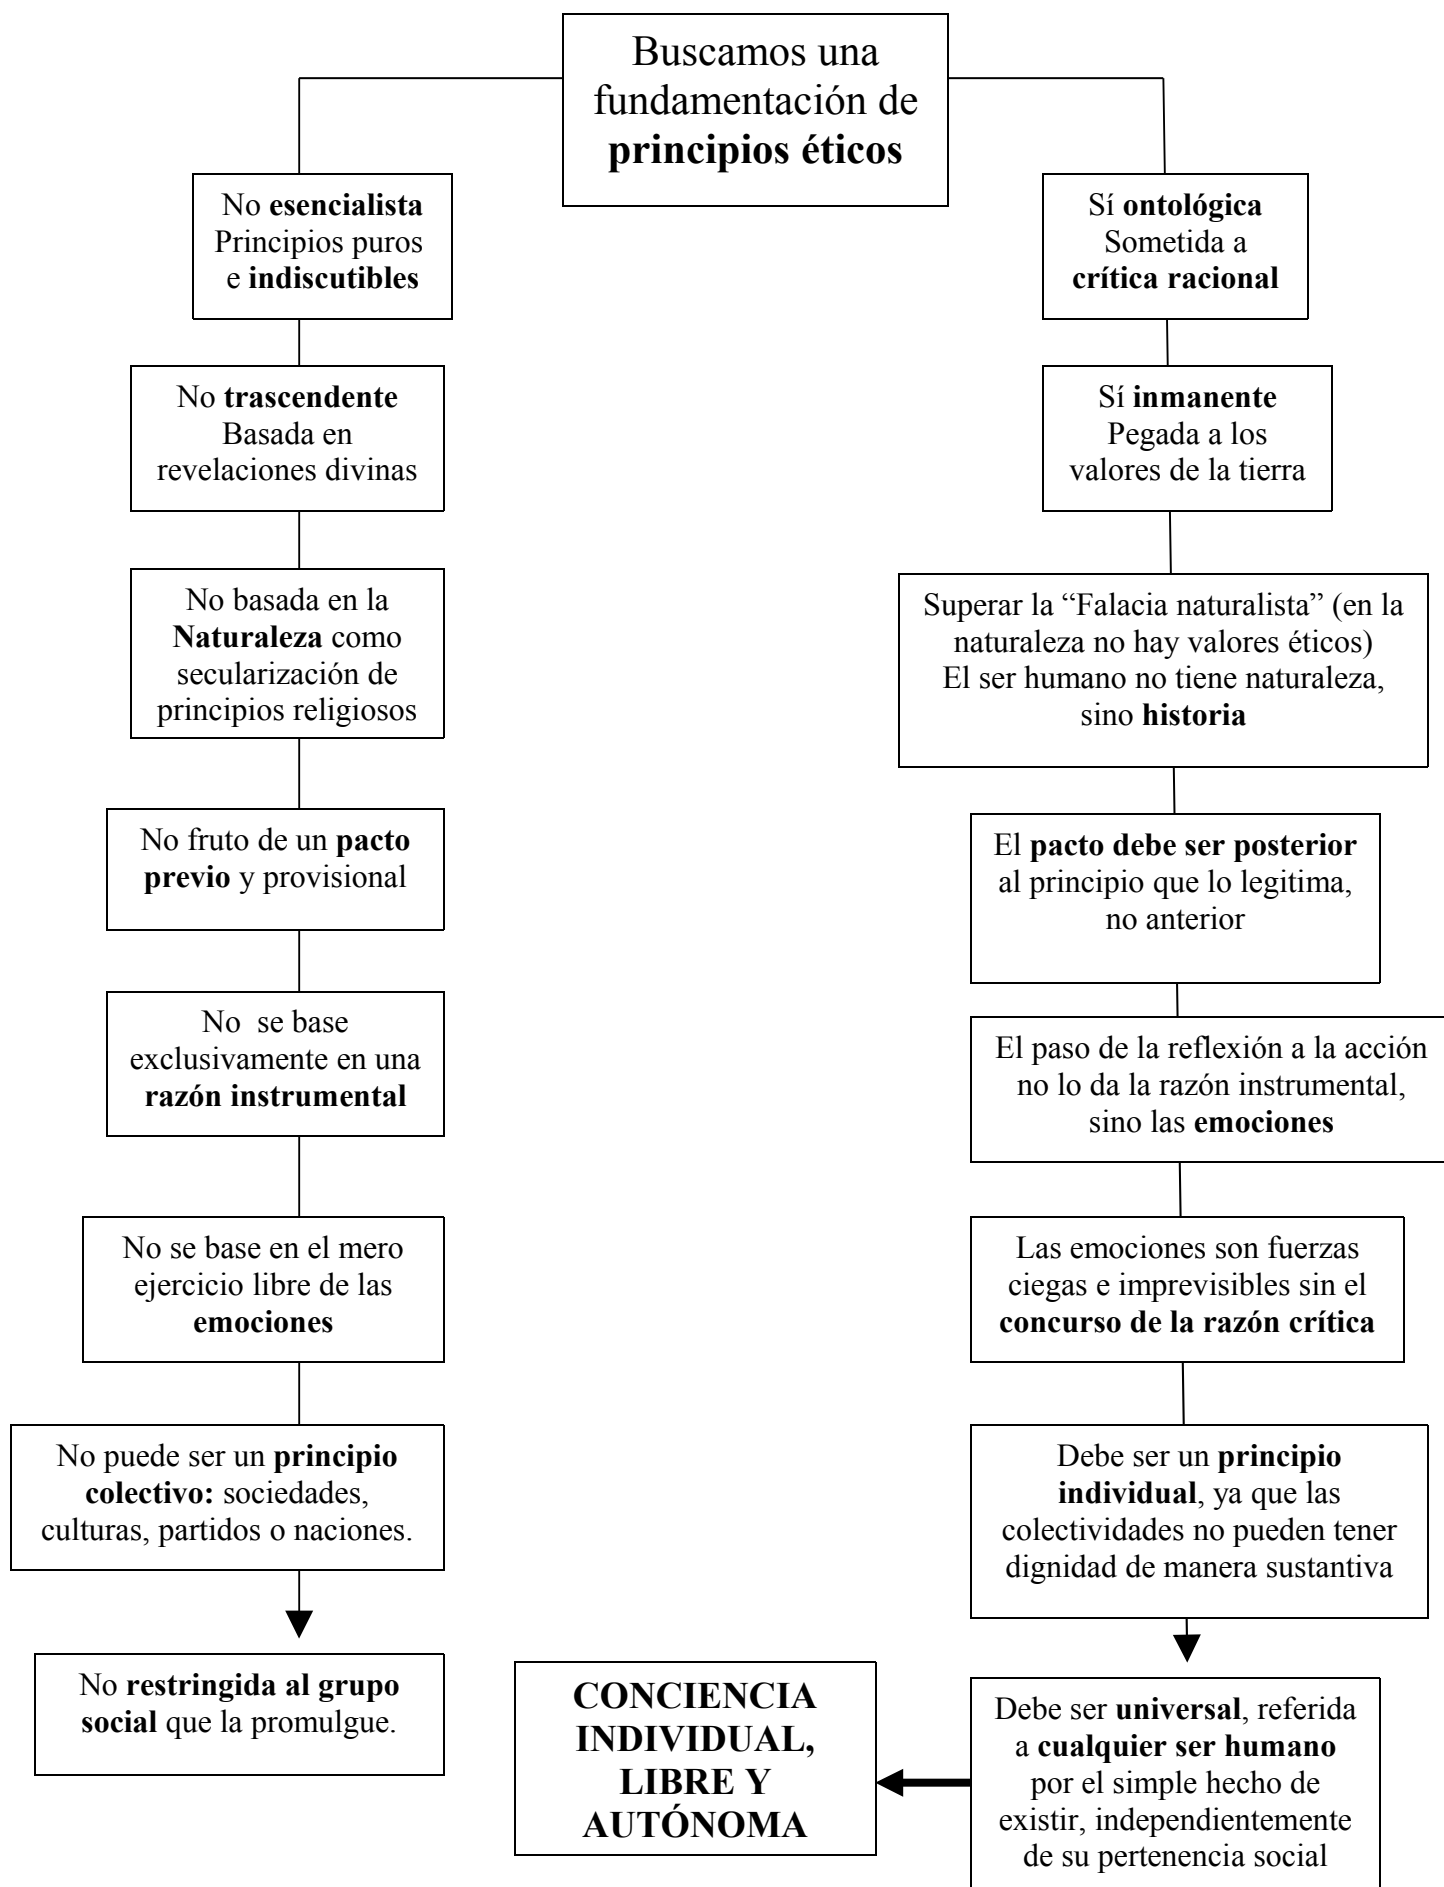 Buscamos una
fundamentación de
principios éticos
No esencialista
Principios puros
e indiscutibles
Sí ontológica
Sometida a
crítica racional
No trascendente
Basada en
revelaciones divinas
Sí inmanente
Pegada a los
valores de la tierra
No basada en la
Naturaleza como
secularización de
principios religiosos
Superar la “Falacia naturalista” (en la
naturaleza no hay valores éticos)
El ser humano no tiene naturaleza,
sino historia
No fruto de un pacto
previo y provisional
El pacto debe ser posterior
al principio que lo legitima,
no anterior
No se base
exclusivamente en una
razón instrumental
El paso de la reflexión a la acción
no lo da la razón instrumental,
sino las emociones
No se base en el mero
ejercicio libre de las
emociones
Las emociones son fuerzas
ciegas e imprevisibles sin el
concurso de la razón crítica
No puede ser un principio
colectivo: sociedades,
culturas, partidos o naciones.
Debe ser un principio
individual, ya que las
colectividades no pueden tener
dignidad de manera sustantiva
No restringida al grupo
social que la promulgue.
CONCIENCIA
INDIVIDUAL,
LIBRE Y
AUTÓNOMA
Debe ser universal, referida
a cualquier ser humano
por el simple hecho de
existir, independientemente
de su pertenencia social